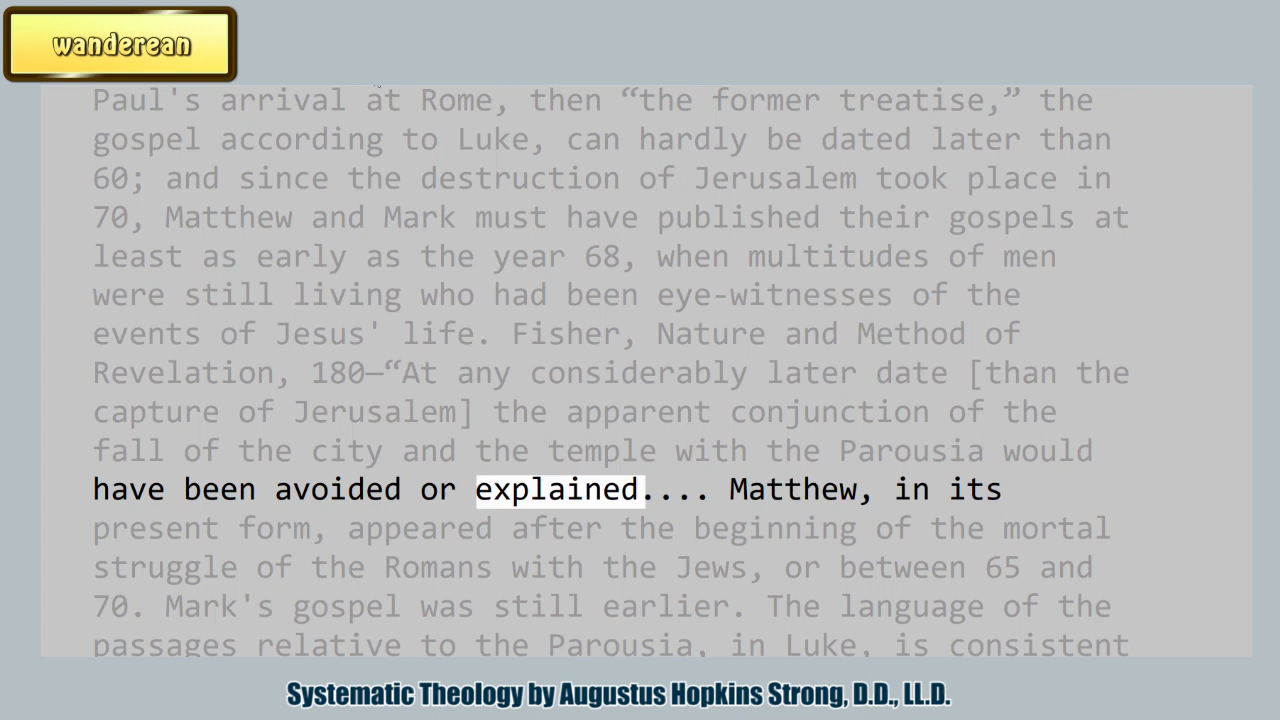 wanderean
Paul's arrival at Rome, then “the former treatise,” the
gospel according to Luke, can hardly be dated later than
60; and since the destruction of Jerusalem took place in
70, Matthew and Mark must have published their gospels at
least as early as the year 68, when multitudes of men
were still living who had been eye-witnesses of the
events of Jesus' life. Fisher, Nature and Method of
Revelation, 180—“At any considerably later date [than the
capture of Jerusalem] the apparent conjunction of the
fall of the city and the temple with the Parousia would
have been avoided or explained.... Matthew, in its
present form, appeared after the beginning of the mortal
struggle of the Romans with the Jews, or between 65 and
70. Mark's gospel was still earlier. The language of the
passages relative to the Parousia, in Luke, is consistent
Systematic Theology by Augustus Hopkins Strong, D.D., LL.D.